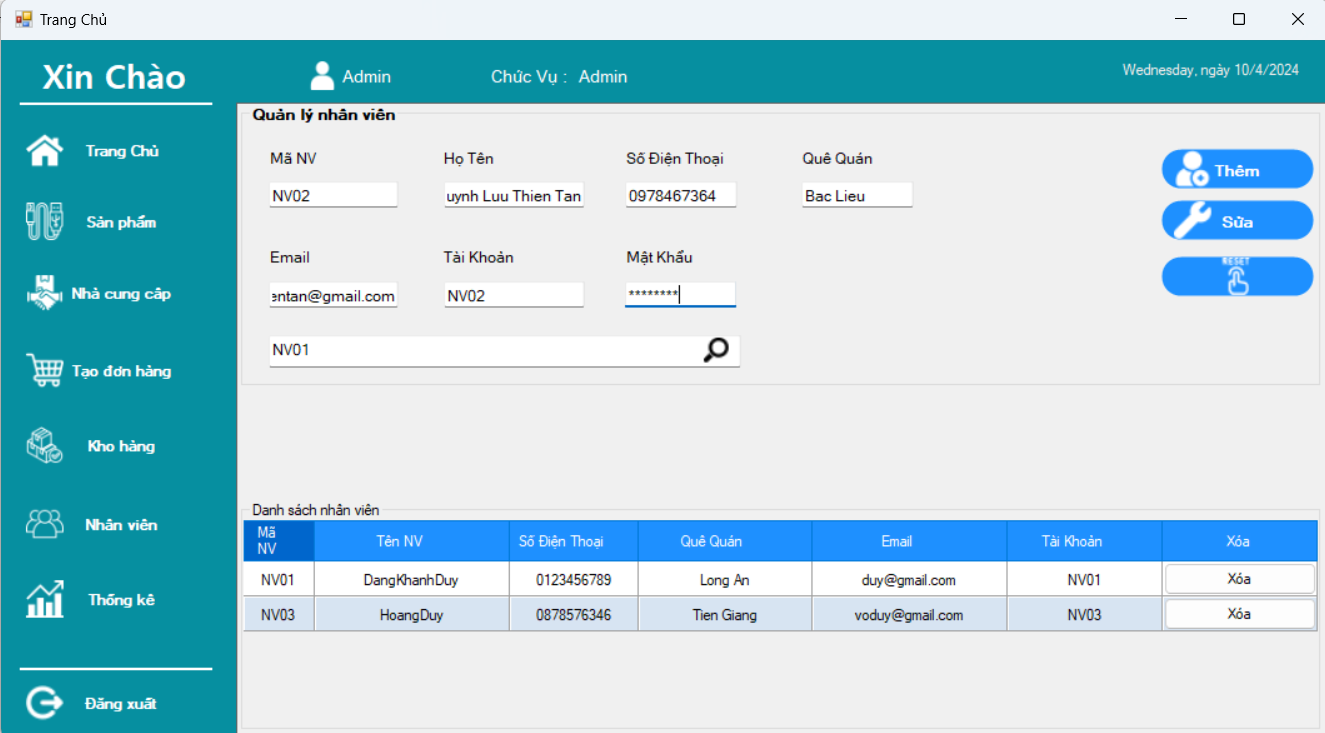 Trang Chủ
Xin Chào
Admin
Chức Vụ : Admin
Wednesday, ngày 10/4/2024
Trang Chủ
Sản phẩm
Nhà cung cấp
Tạo đơn hàng
Kho hàng
Nhân viên
Thống kê
Đăng xuất
Quản lý nhân viên
Mã NV
Họ Tên
Số Điện Thoại
Quê Quán
NV02
uynh Luu Thien Tan
0978467364
Bac Lieu
Email
Tài Khoản
Mật Khẩu
entan@gmail.com
NV02
********
NV01
Thêm
Sửa
RESET
Danh sách nhân viên
Mã NV
Tên NV
Số Điện Thoại
Quê Quán
Email
Tài Khoản
Xóa
NV01
DangKhanhDuy
0123456789
Long An
duy@gmail.com
NV01
Xóa
NV03
HoangDuy
0878576346
Tien Giang
voduy@gmail.com
NV03
Xóa